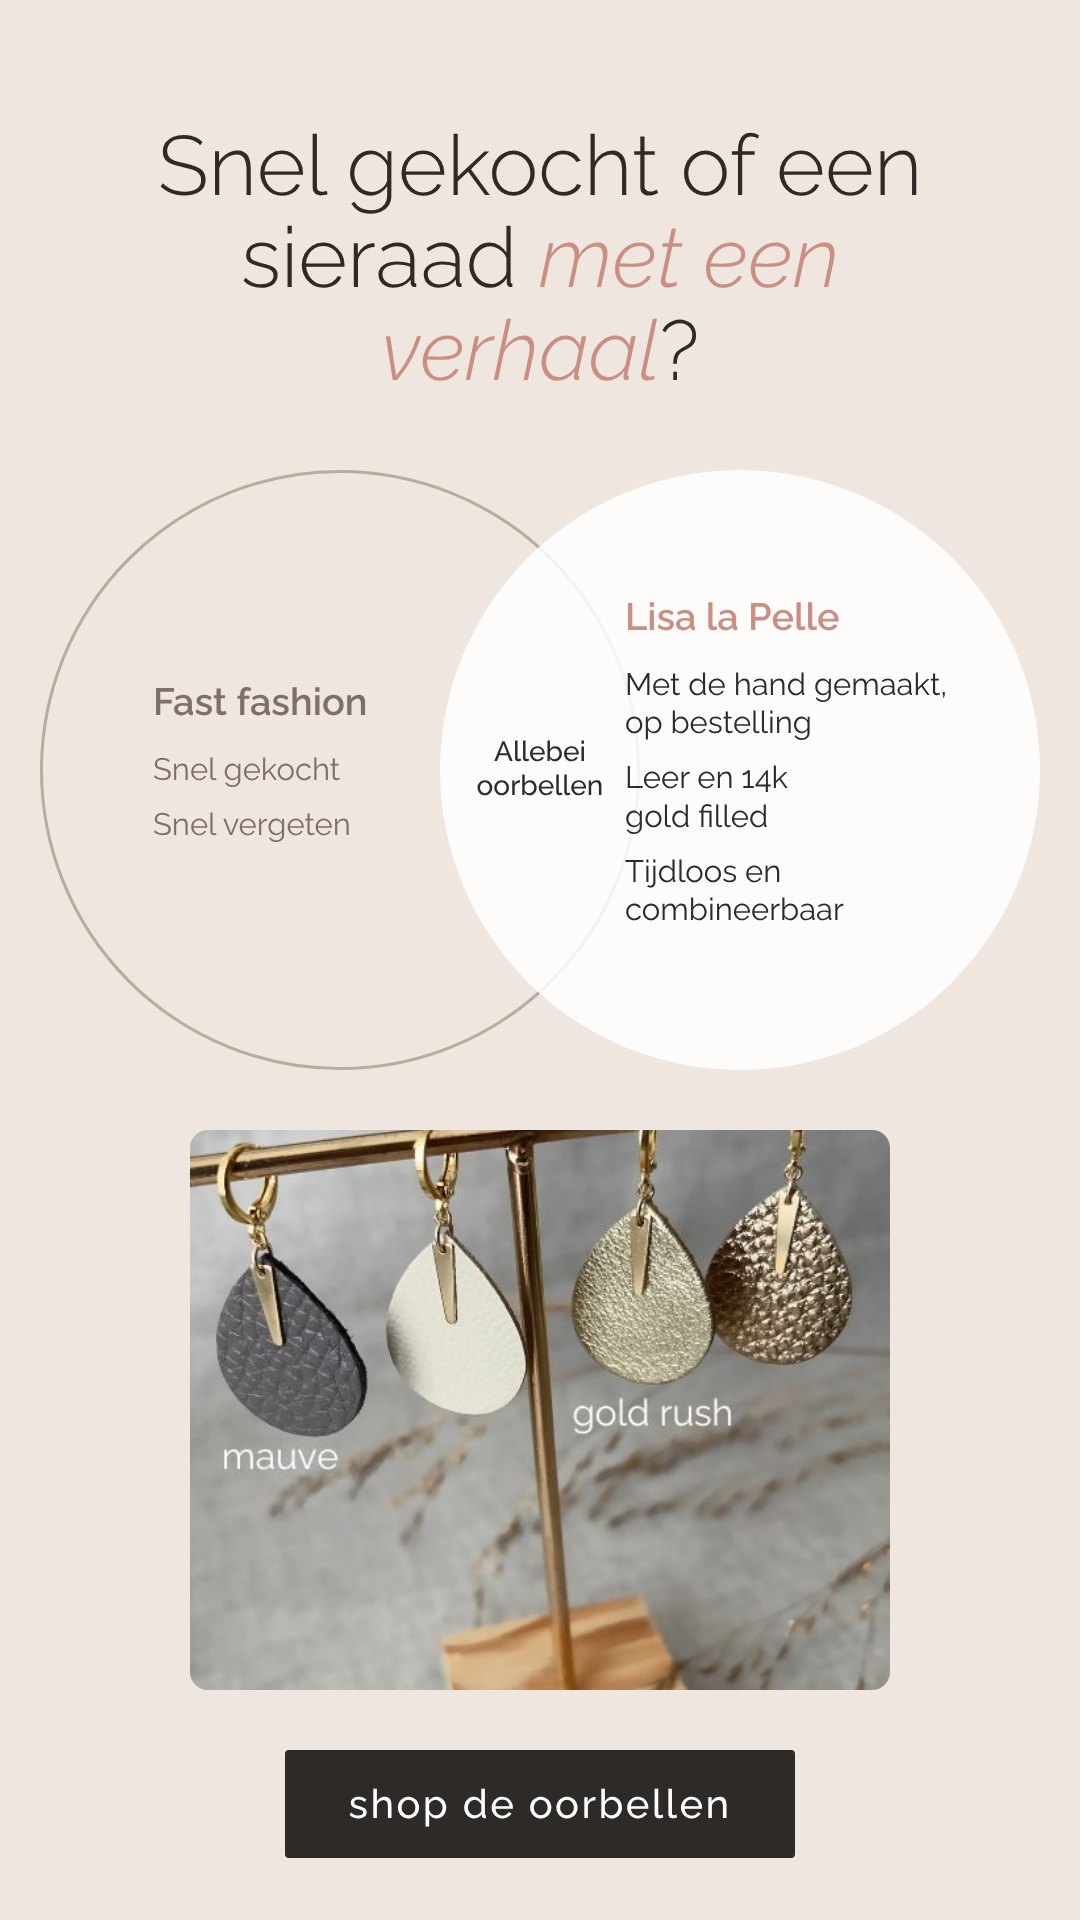 Snel gekocht of een
sieraad met een
verhaal?
Fast fashion
Snel gekocht
Snel vergeten
Allebei
oorbellen
Lisa la Pelle
Met de hand gemaakt,
op bestelling
Leer en 14k
gold filled
Tijdloos en
combineerbaar
mauve
gold rush
shop de oorbellen